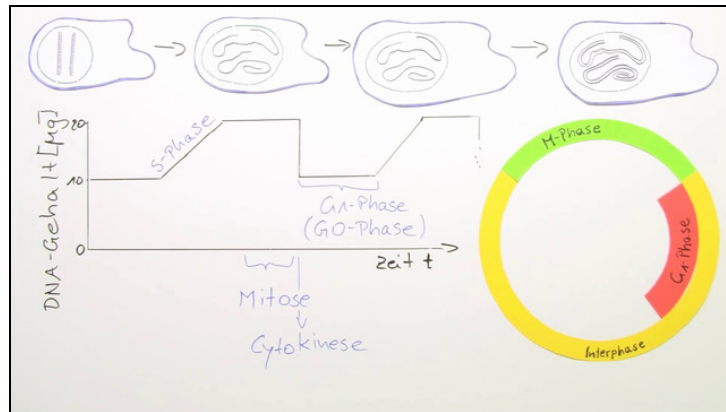 DNA-Gehalt [µg]
20
S-Phase
10
G1-Phase
(G0-Phase)
0
Zeit t
Mitose
Cytokinese
M-Phase
G1-Phase
Interphase